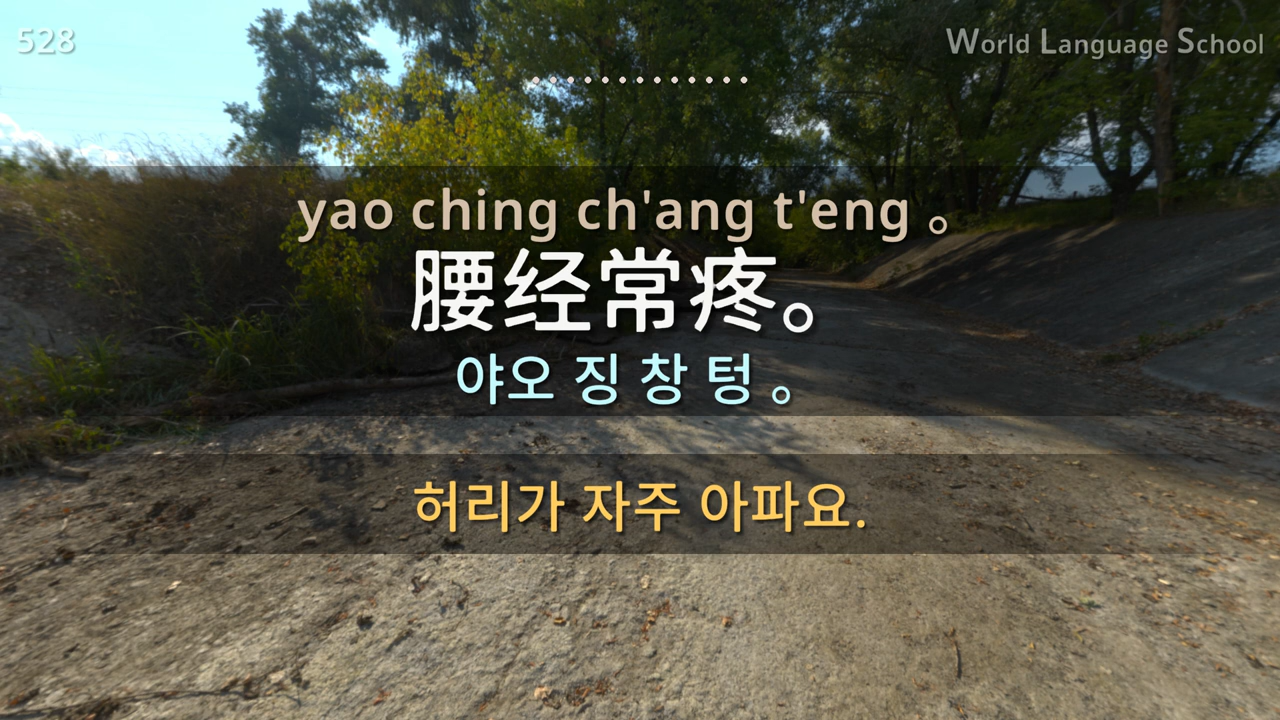 528
World Language School
yao ching ch'ang t'eng 。
腰经常疼。
야오 징 창 텅 。
허리가 자주 아파요.